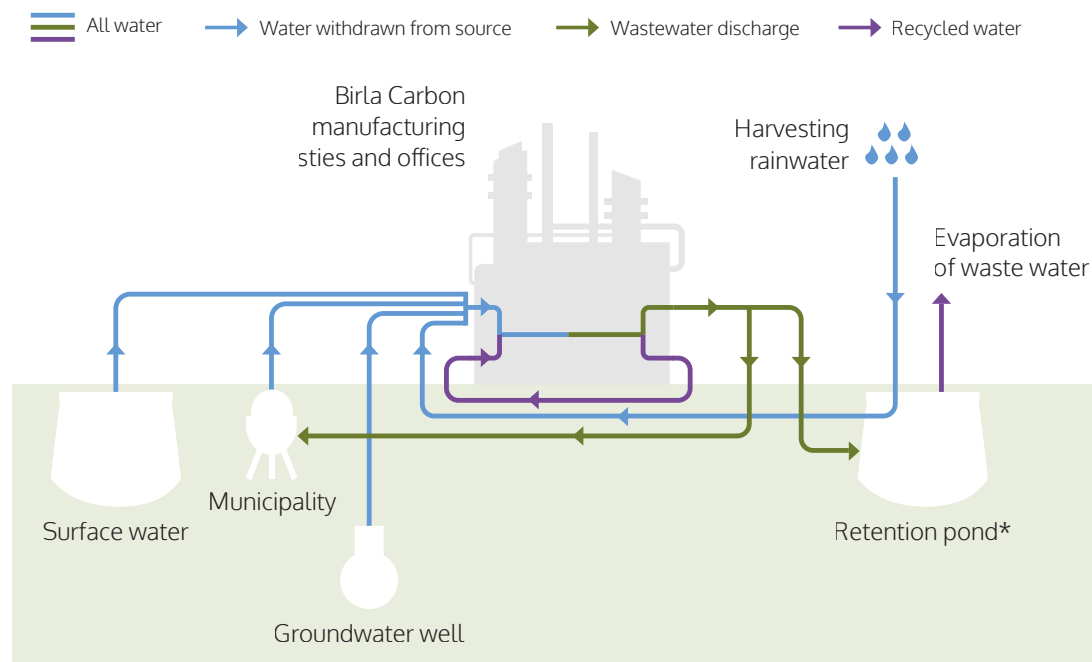 All water
Water withdrawn from source
Wastewater discharge
Recycled water
Birla Carbon
manufacturing
sties and offices
Harvesting
rainwater
Evaporation
of waste water
Surface water
Municipality
Groundwater well
Retention pond*